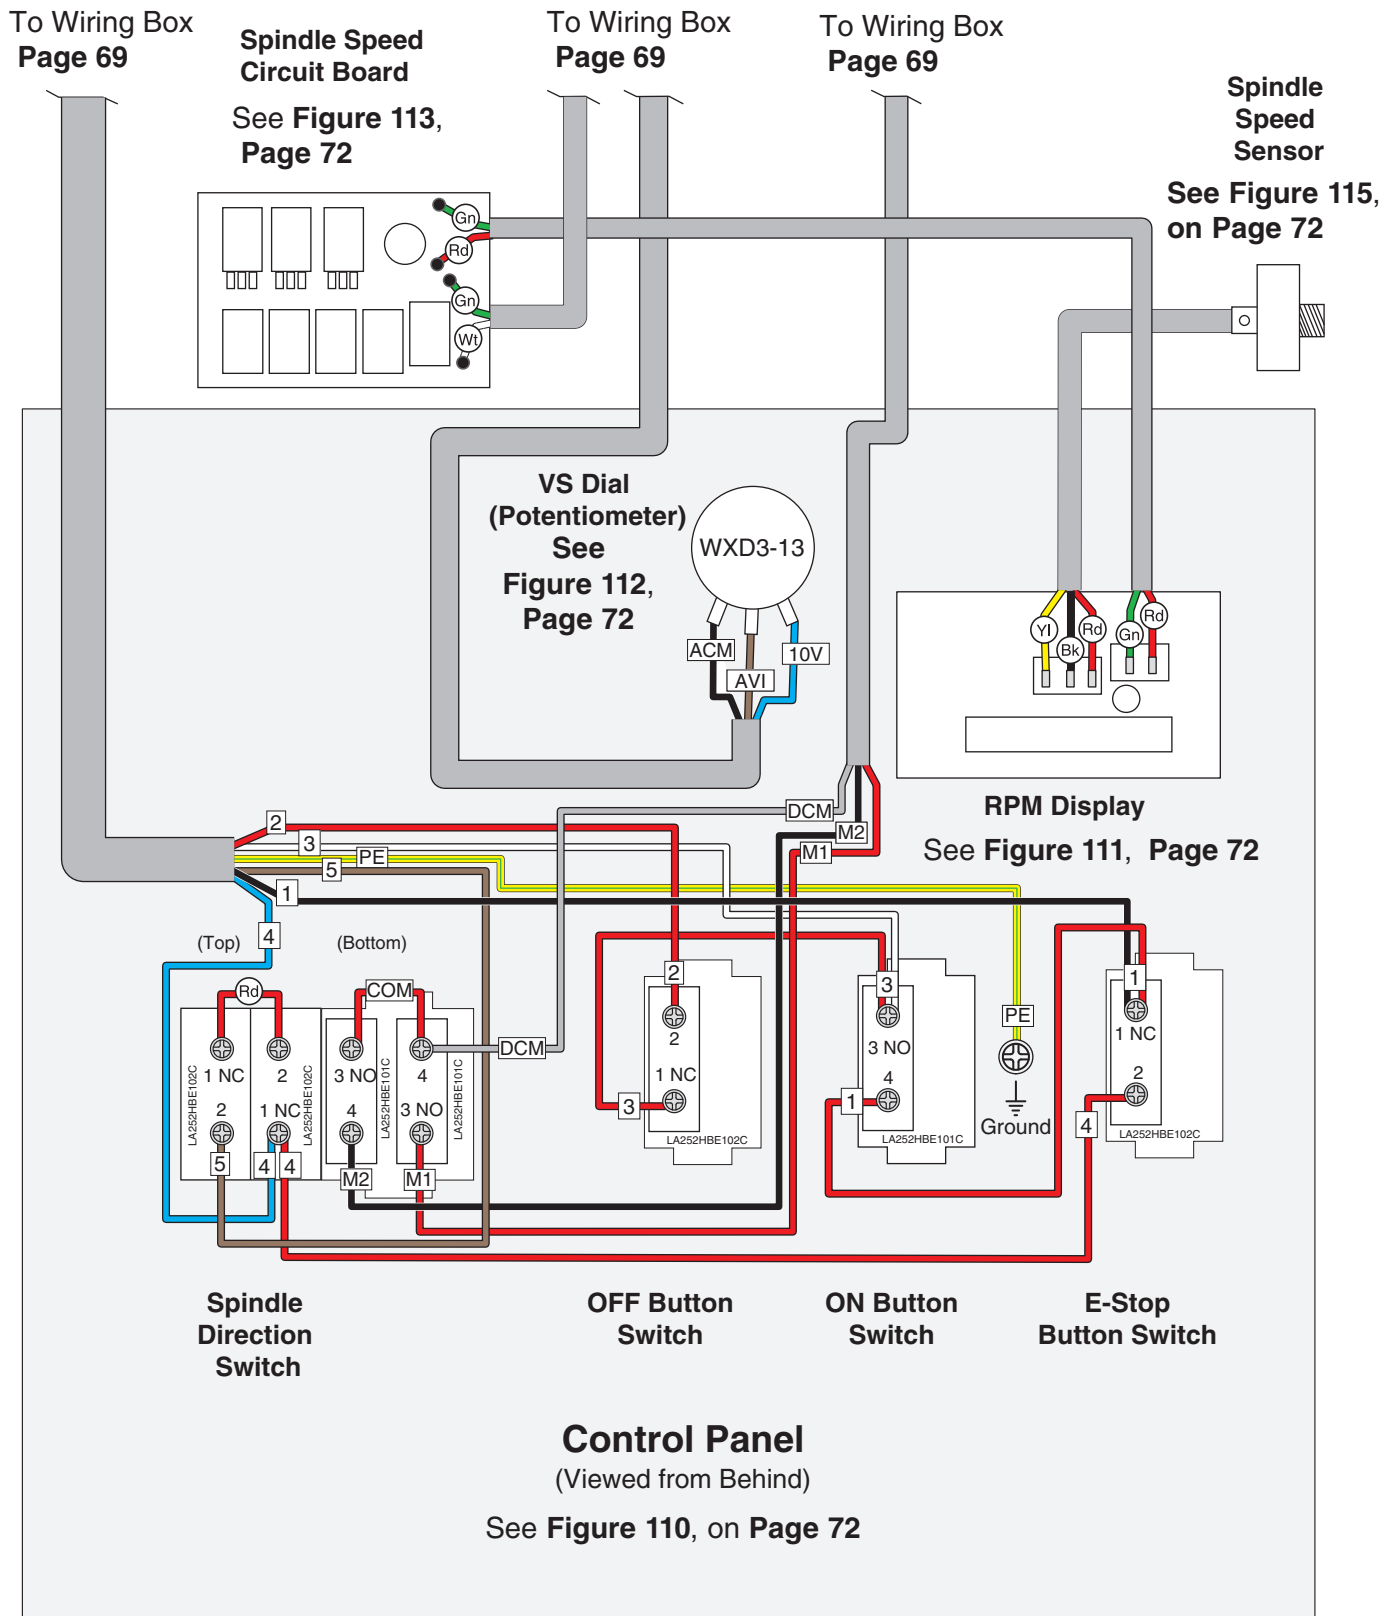 To Wiring Box
Page 69
Spindle Speed
Circuit Board
See Figure 113,
Page 72
To Wiring Box
Page 69
To Wiring Box
Page 69
Spindle
Speed
Sensor
See Figure 115,
on Page 72
Gn
Rd
Gn
Wt
VS Dial
(Potentiometer)
See
Figure 112,
Page 72
WXD3-13
ACM
AVI
10V
Yl
Bk
Rd
Gn
Rd
RPM Display
See Figure 111, Page 72
DCM
M2
M1
2
3
PE
5
1
4
(Top)
(Bottom)
Rd
COM
DCM
1 NC
2
3 NO
4
2
1 NC
4
3 NO
LA252HBE102C
LA252HBE102C
LA252HBE101C
LA252HBE101C
5
4
4
M2
M1
2
2
1 NC
3
LA252HBE102C
3
3 NO
4
1
LA252HBE101C
PE
Ground
1
1 NC
2
4
LA252HBE102C
Spindle
Direction
Switch
OFF Button
Switch
ON Button
Switch
E-Stop
Button Switch
Control Panel
(Viewed from Behind)
See Figure 110, on Page 72